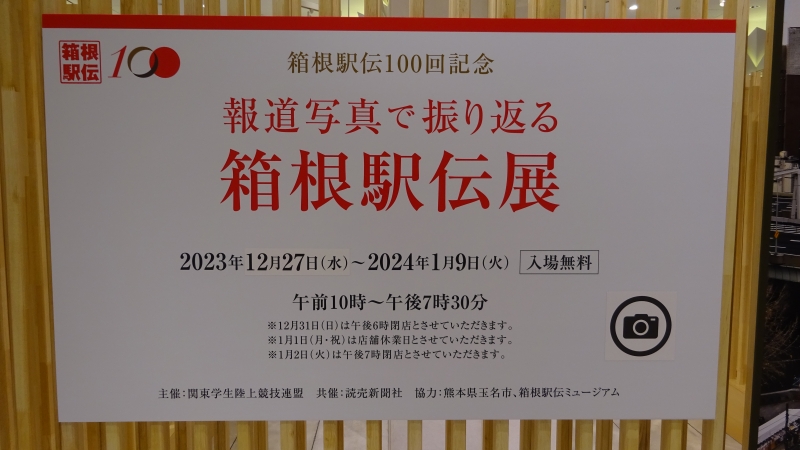 箱根
駅伝
100
箱根駅伝100回記念
報道写真で振り返る
箱根駅伝展
2023年12月27日(水)~2024年1月9日(火) 入場無料
午前10時~午後7時30分
※12月31日(日)は午後6時閉店とさせていただきます。
※1月1日(月・祝)は店舗休業日とさせていただきます。
※1月2日(火)は午後7時閉店とさせていただきます。
主催:関東学生陸上競技連盟 共催:読売新聞社 協力:熊本県玉名市、箱根駅伝ミュージアム